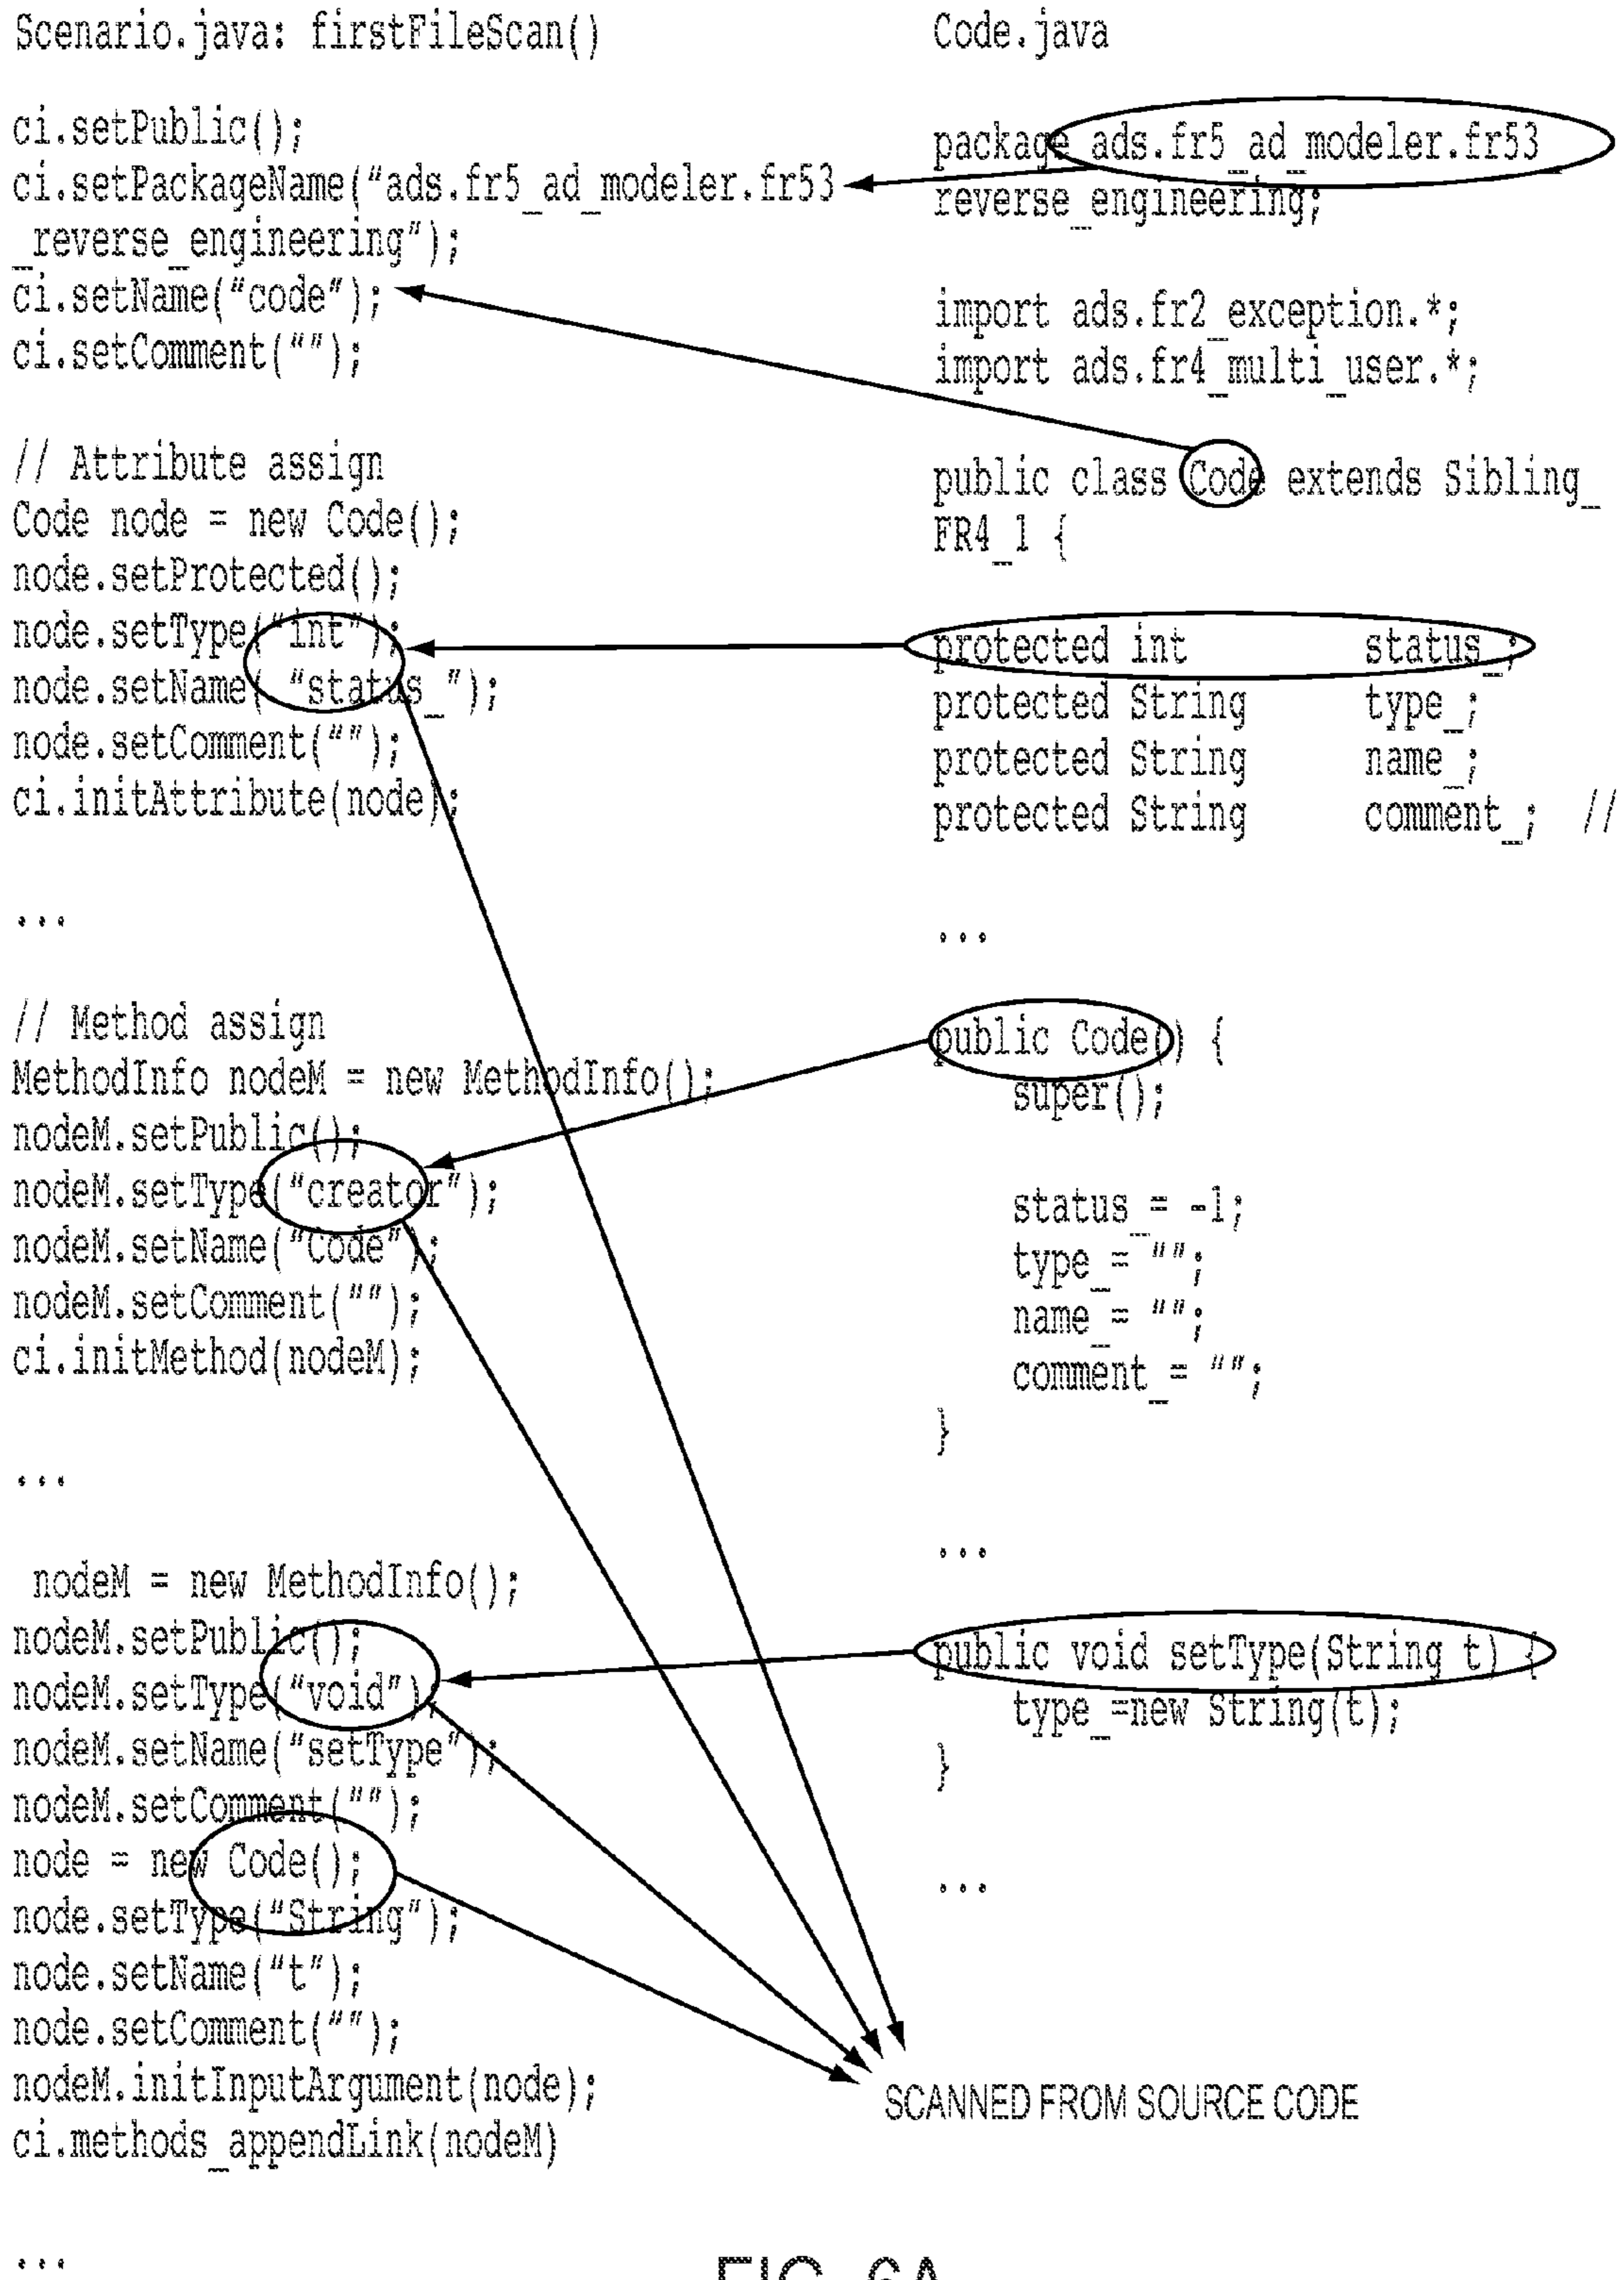 Scenario.java: firstFileScan()
ci.setPublic();
ci.setPackageName("ads.fr5_ad_modeler.fr53
_reverse_engineering");
ci.setName("code");
ci.setComment("");
// Attribute assign
Code node = new Code();
node.setProtected();
node.setType("int");
node.setName( "status_");
node.setComment("");
ci.initAttribute(node);
...
// Method assign
MethodInfo nodeM = new MethodInfo();
nodeM.setPublic();
nodeM.setType("creator");
nodeM.setName("Code");
nodeM.setComment("");
ci.initMethod(nodeM);
...
nodeM = new MethodInfo();
nodeM.setPublic();
nodeM.setType("void");
nodeM.setName("setType");
nodeM.setComment("");
node = new Code();
node.setType("String");
node.setName("t");
node.setComment("");
nodeM.initInputArgument(node);
ci.methods_appendLink(nodeM)
...
Code.java
package ads.fr5_ad_modeler.fr53_
reverse_engineering;
import ads.fr2_exception.*;
import ads.fr4_multi_user.*;
public class Code extends Sibling_
FR4_1 {
protected int status_;
protected String type_;
protected String name_;
protected String comment_; //
...
public Code() {
super();
status_= -1;
type_= "";
name_= "";
comment_= "";
}
...
public void setType(String t) {
type_=new String(t);
}
...
SCANNED FROM SOURCE CODE
FIG. 6A